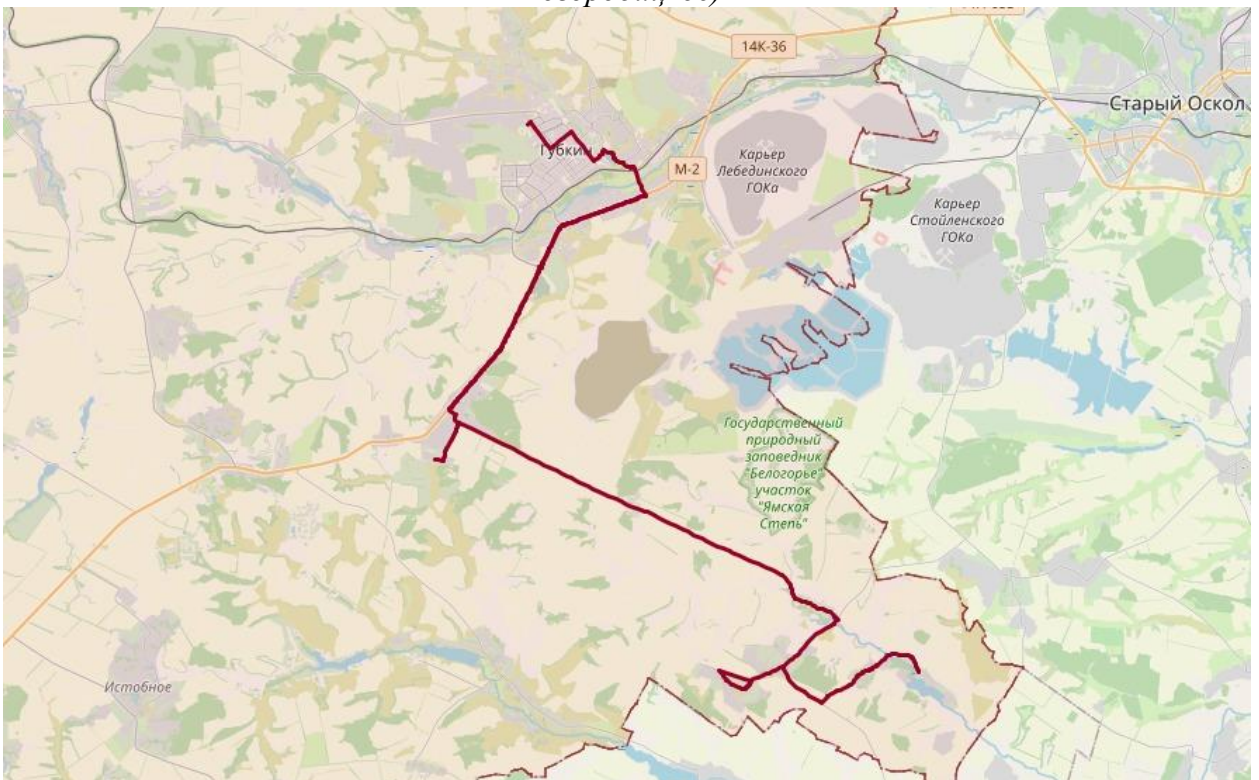 14К-36
Старый Оскол
Губкин
М-2
Карьер
Лебединского
ГОКа
Карьер
Стойленского
ГОКа
Государственный
природный
заповедник
"Белогорье"
участок
"Ямская
Степь"
Истобное